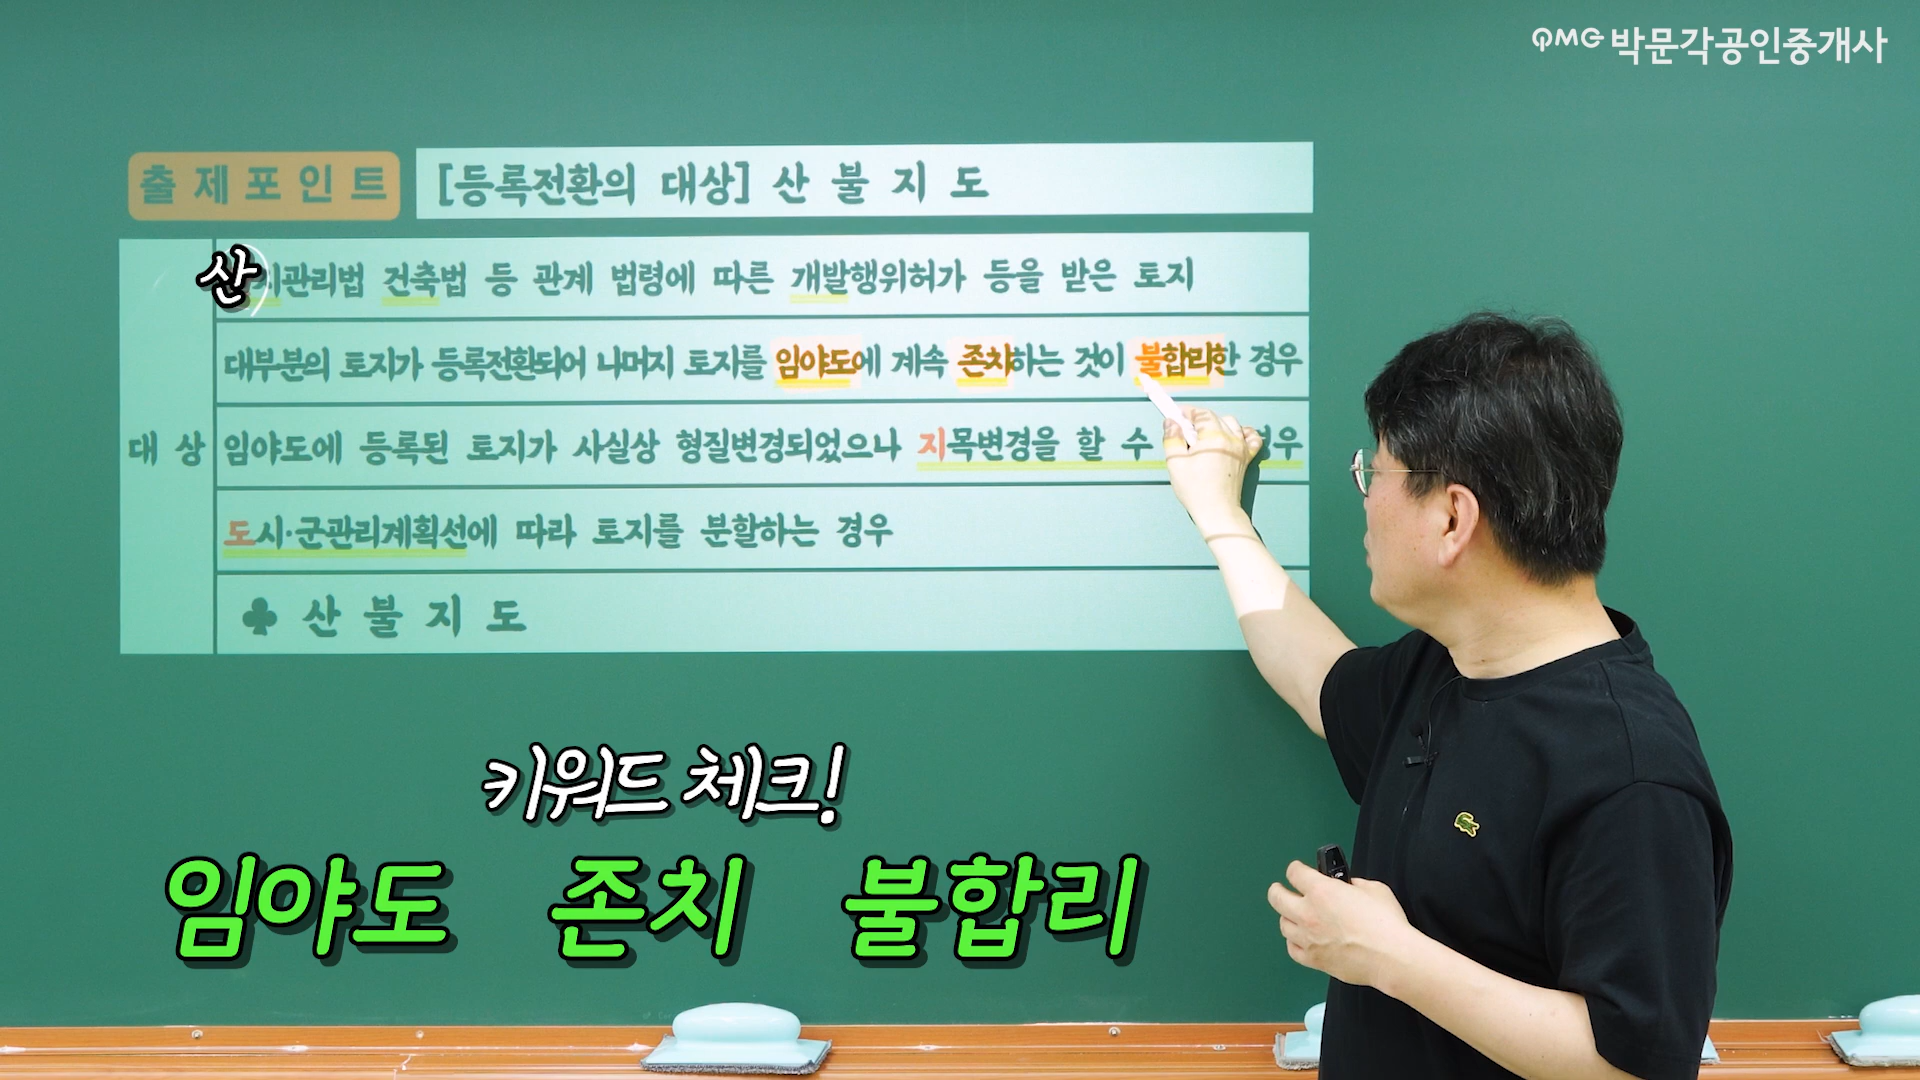 PMG 박문각공인중개사
출제포인트 [등록전환의 대상] 산 불 지 도
산지관리법 건축법 등 관계 법령에 따른 개발행위허가 등을 받은 토지
대부분의 토지가 등록전환되어 나머지 토지를 임야도에 계속 존치하는 것이 불합리한 경우
대 상
임야도에 등록된 토지가 사실상 형질변경되었으나 지목변경을 할 수 경우
도시·군관리계획선에 따라 토지를 분할하는 경우
♣ 산 불 지 도
키워드 체크!
임야도 존치 불합리